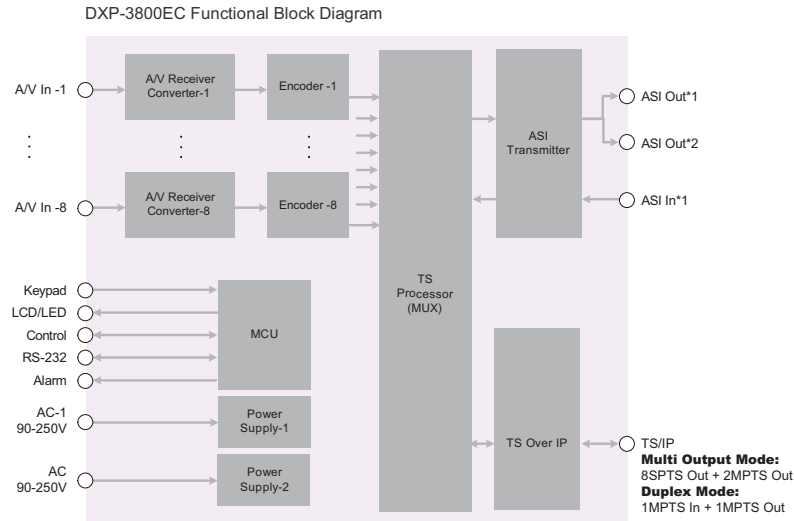 DXP-3800EC Functional Block Diagram
A/V In -1
A/V Receiver
Converter-1
Encoder -1
A/V In -8
A/V Receiver
Converter-8
Encoder -8
TS
Processor
(MUX)
ASI
Transmitter
ASI Out*1
ASI Out*2
ASI In*1
Keypad
LCD/LED
Control
RS-232
Alarm
MCU
AC-1
90-250V
Power
Supply-1
AC
90-250V
Power
Supply-2
TS Over IP
TS/IP
Multi Output Mode:
8SPTS Out + 2MPTS Out
Duplex Mode:
1MPTS In + 1MPTS Out